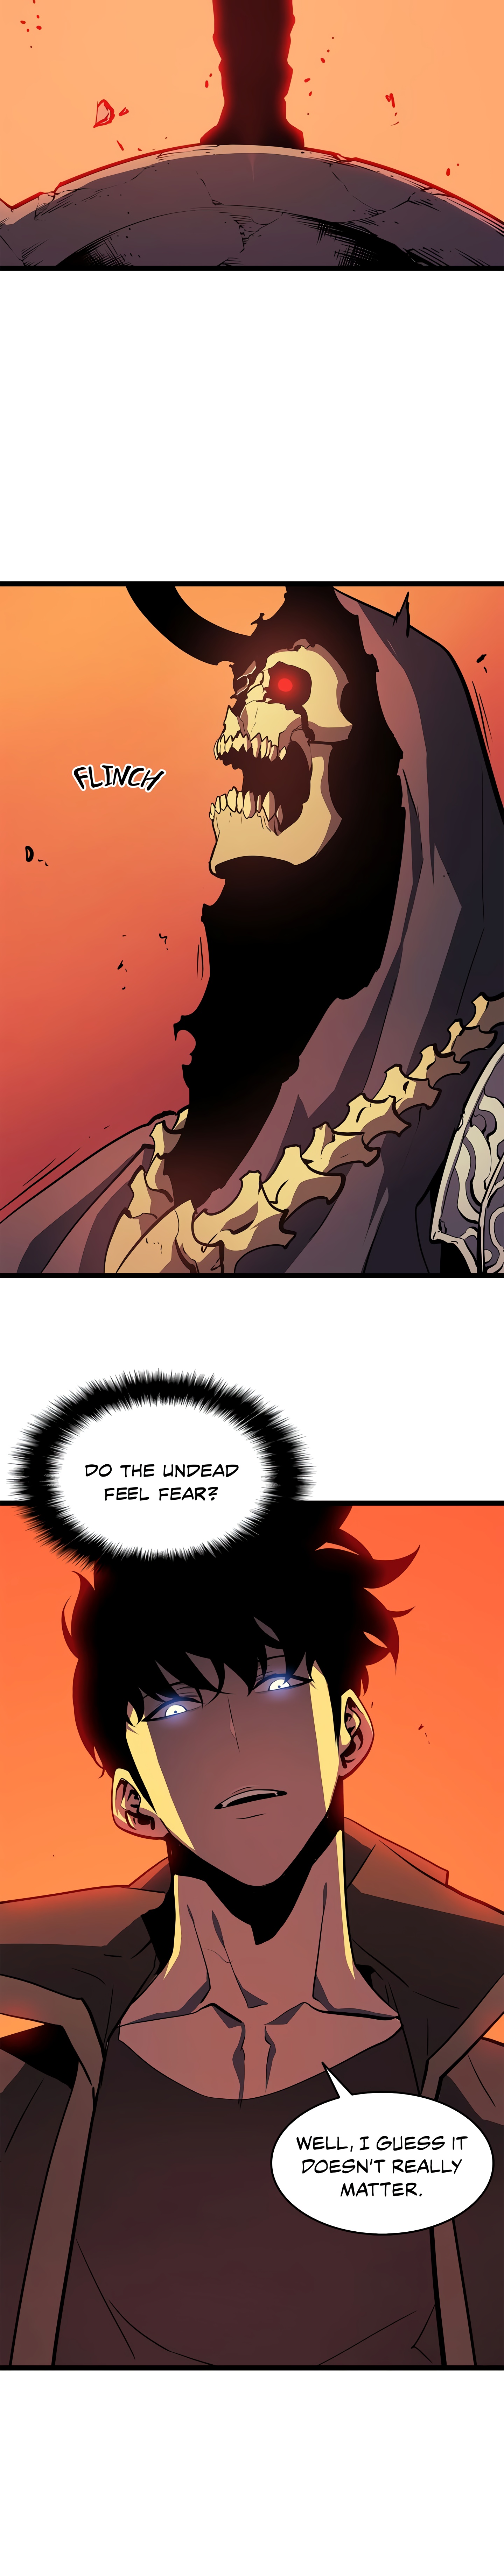 FLINCH
DO THE UNDEAD
FEEL FEAR?
WELL, I GUESS IT
DOESN'T REALLY
MATTER.